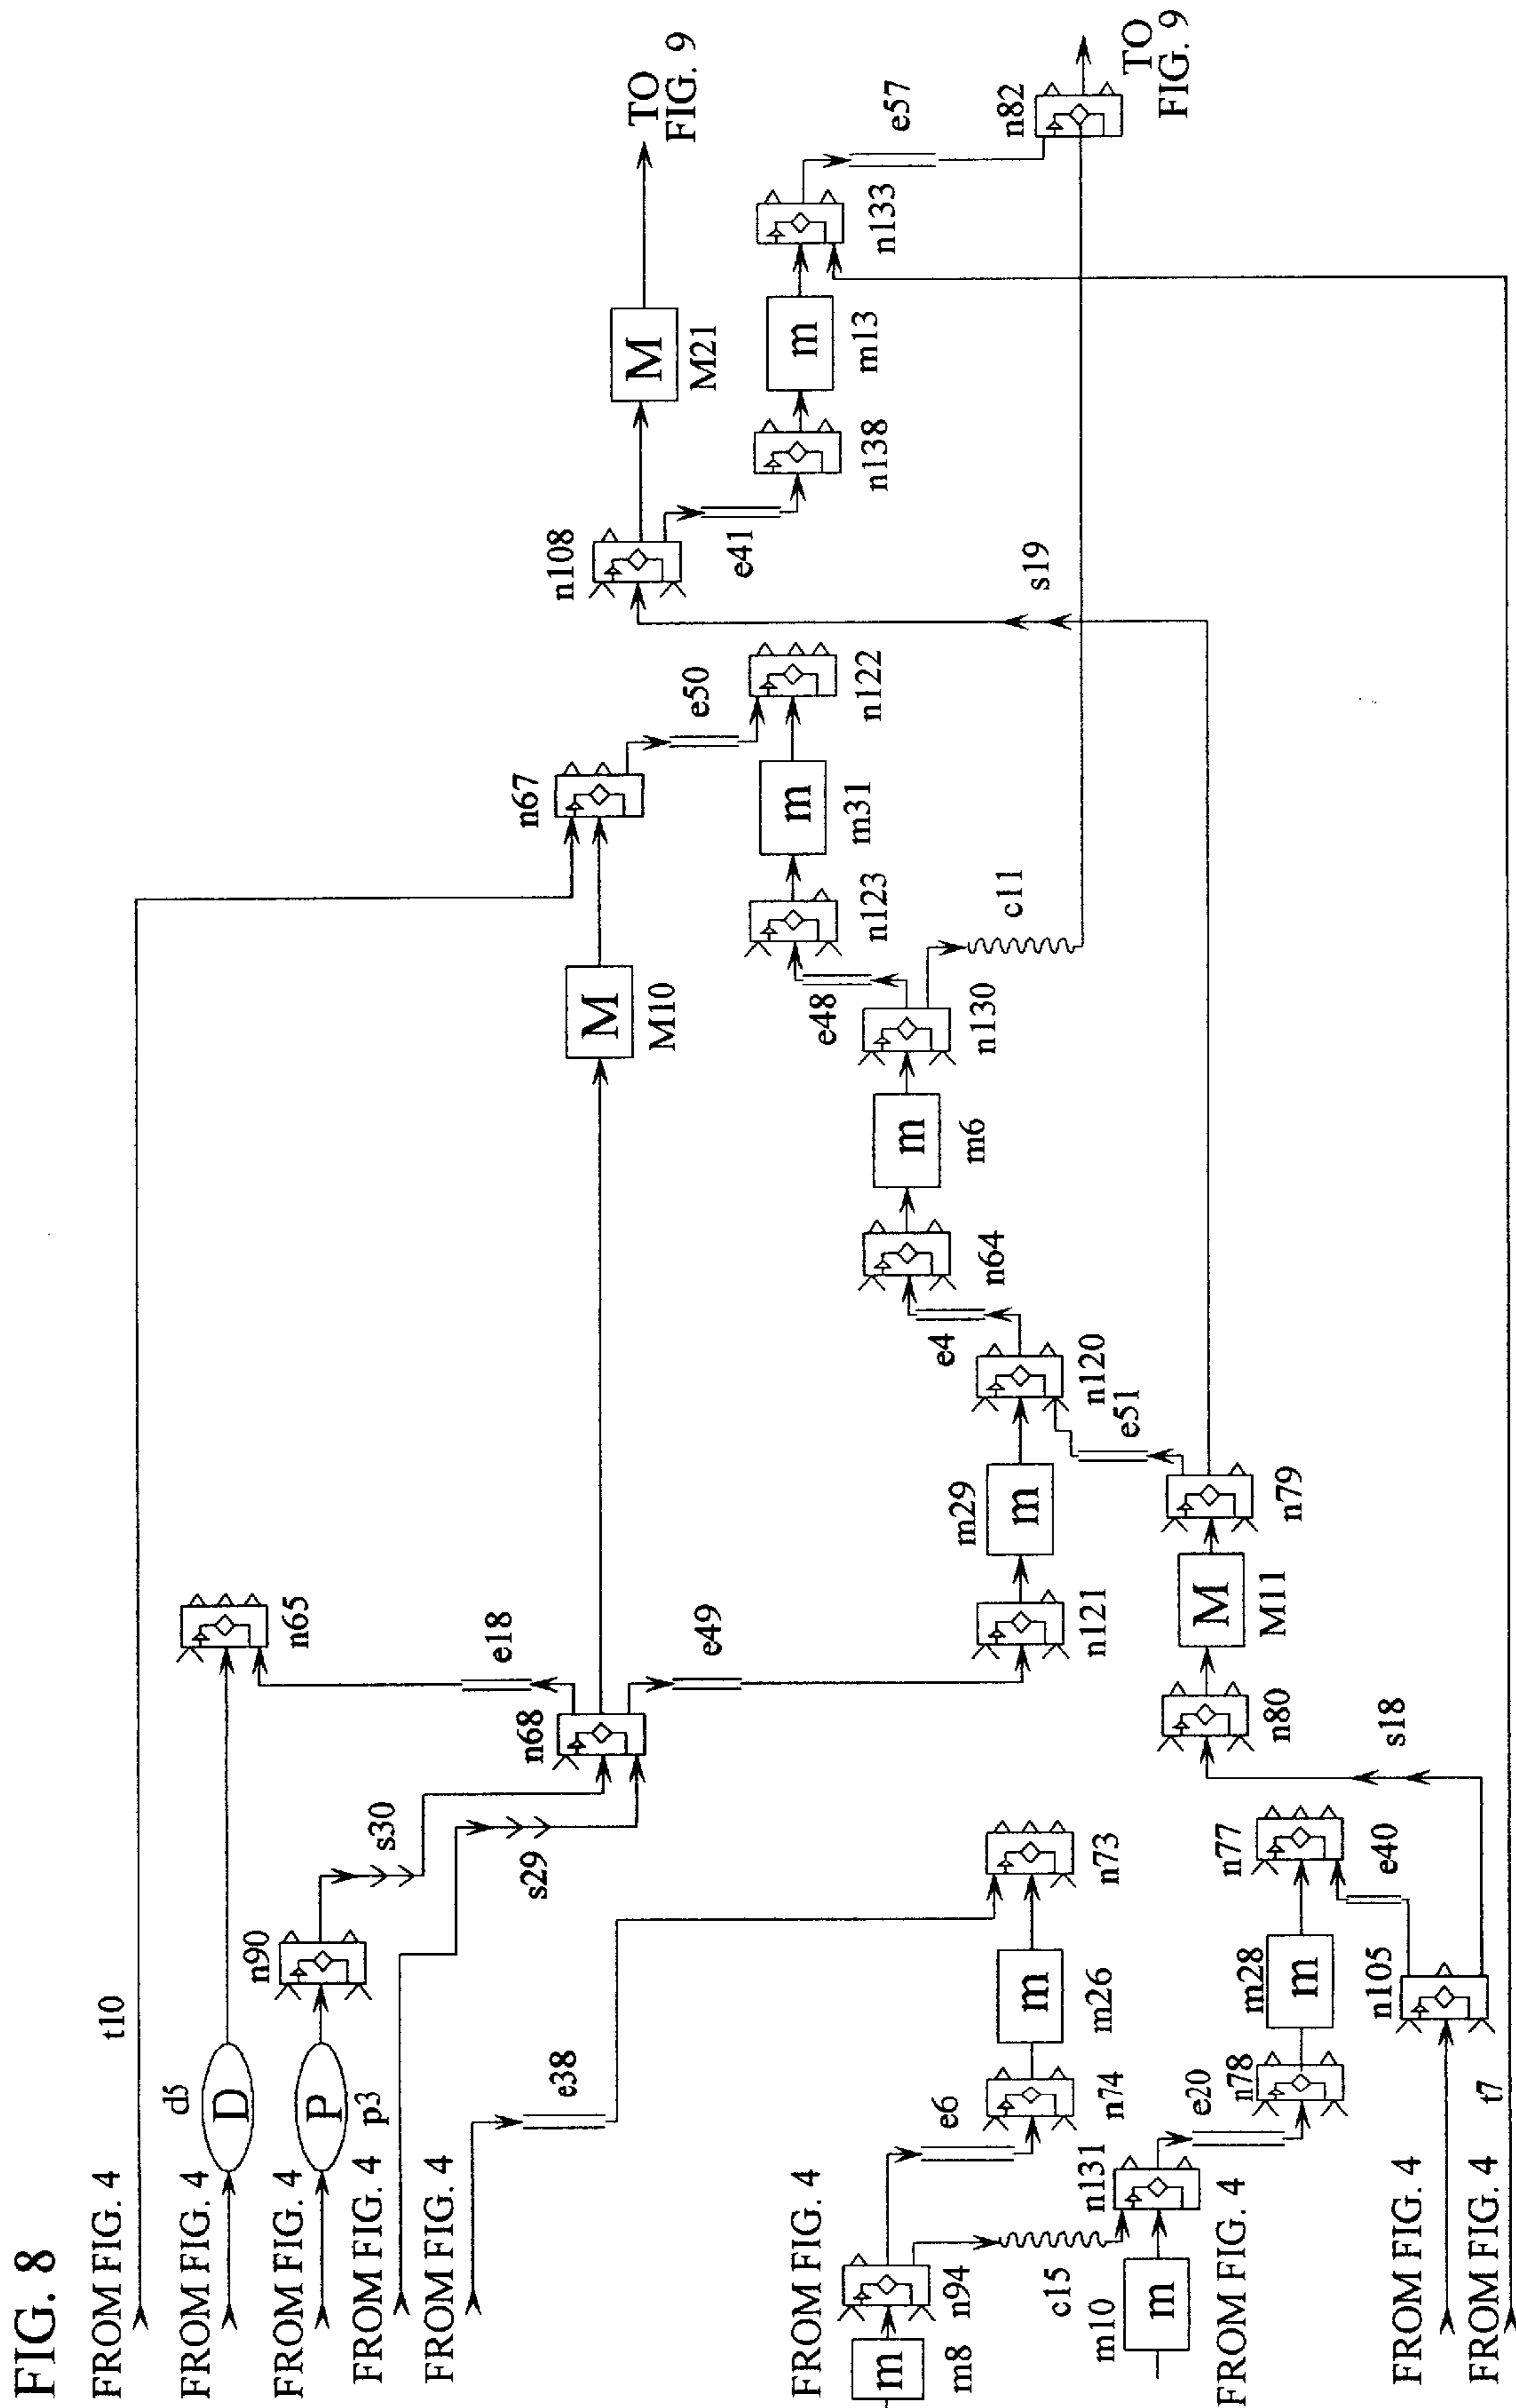 FIG. 8
FROM FIG. 4
t10
FROM FIG. 4
D
d5
n65
FROM FIG. 4
P
p3
n90
s30
FROM FIG. 4
s29
FROM FIG. 4
e38
e18
n68
e49
M
M10
n67
e50
n122
m
m31
n123
e48
n130
c11
m
m6
n64
e4
n120
e51
m
m29
n121
n108
M
M21
TO
FIG. 9
e41
n138
m
m13
n133
e57
n82
TO
FIG. 9
s19
n79
M
M11
n80
s18
n73
m
m26
n74
e6
FROM FIG. 4
n94
m
m8
c15
n131
m
m10
FROM FIG. 4
e20
n78
m
m28
n77
e40
n105
FROM FIG. 4
FROM FIG. 4
t7